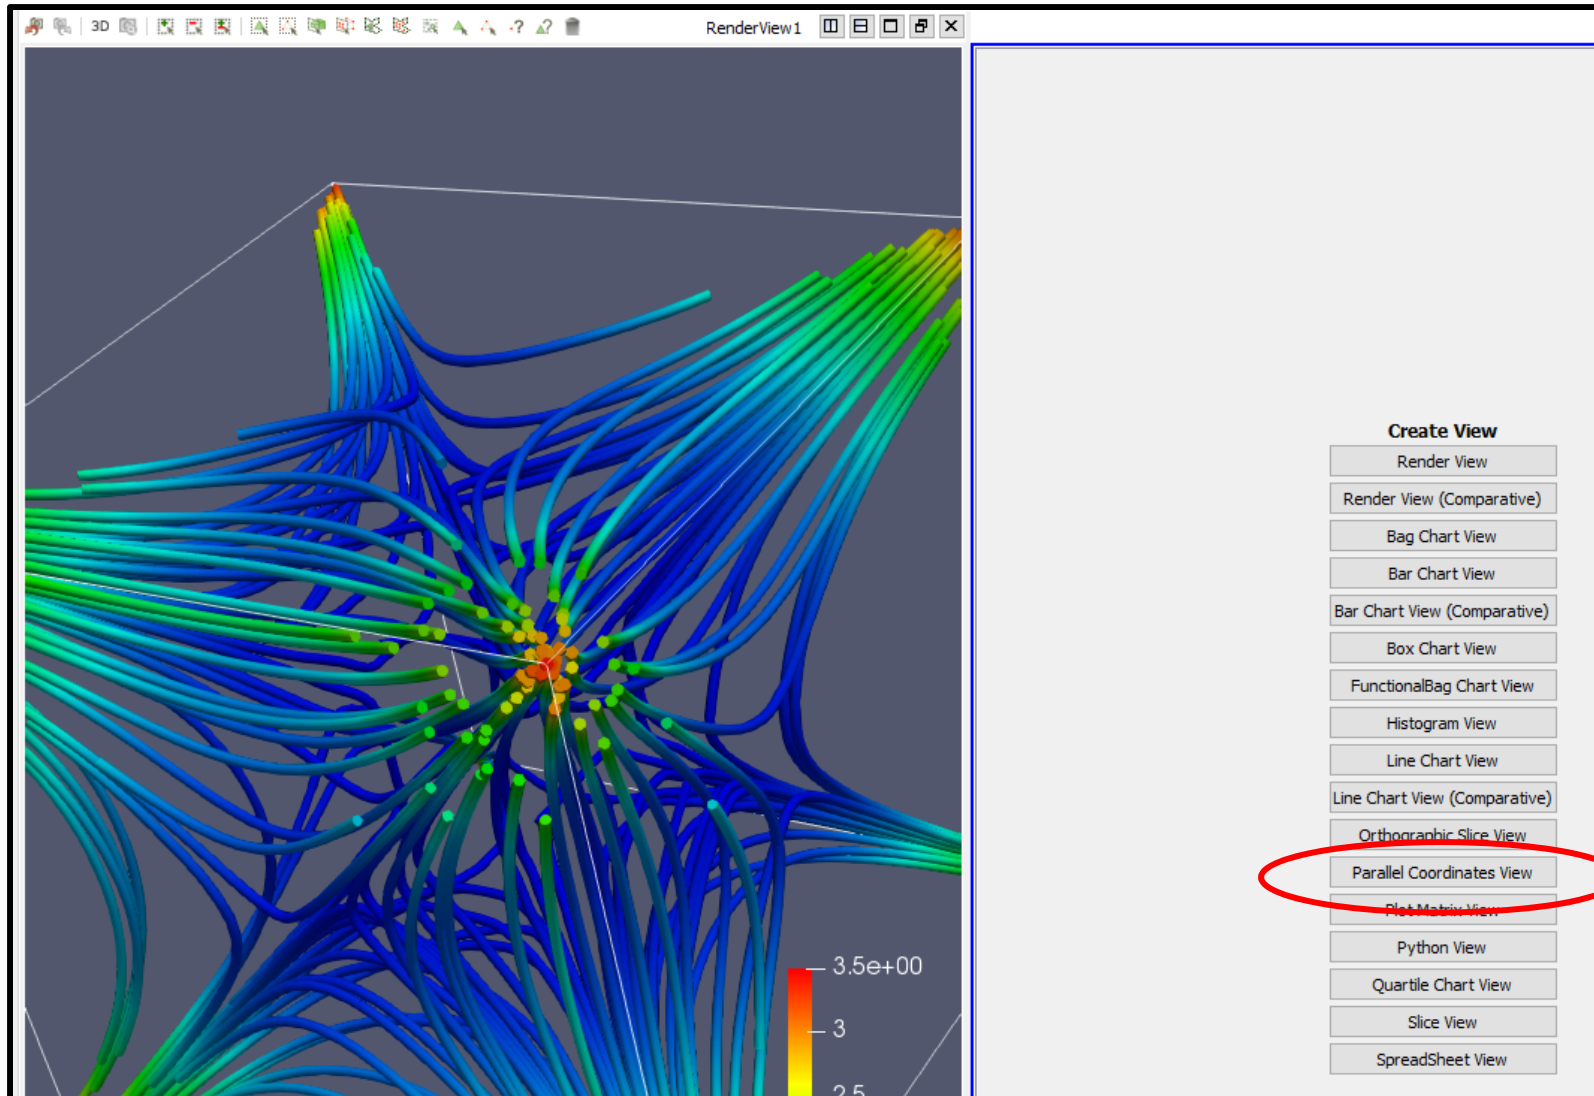 3D
RenderView1
Create View
Render View
Render View (Comparative)
Bag Chart View
Bar Chart View
Bar Chart View (Comparative)
Box Chart View
FunctionalBag Chart View
Histogram View
Line Chart View
Line Chart View (Comparative)
Orthographic Slice View
Parallel Coordinates View
Plot Matrix View
Python View
Quartile Chart View
Slice View
SpreadSheet View
3.5e+00
3
2.5